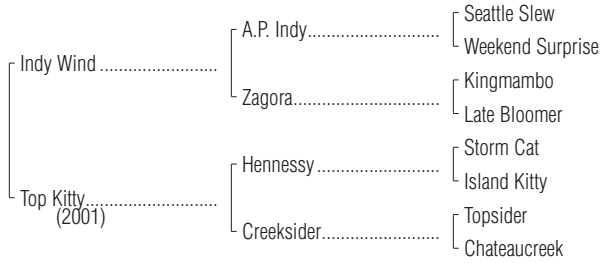 Seattle Slew
A.P. Indy
Weekend Surprise
Indy Wind
Kingmambo
Zagora
Late Bloomer
Storm Cat
Hennessy
Island Kitty
Top Kitty
(2001)
Topsider
Creeksider
Chateaucreek